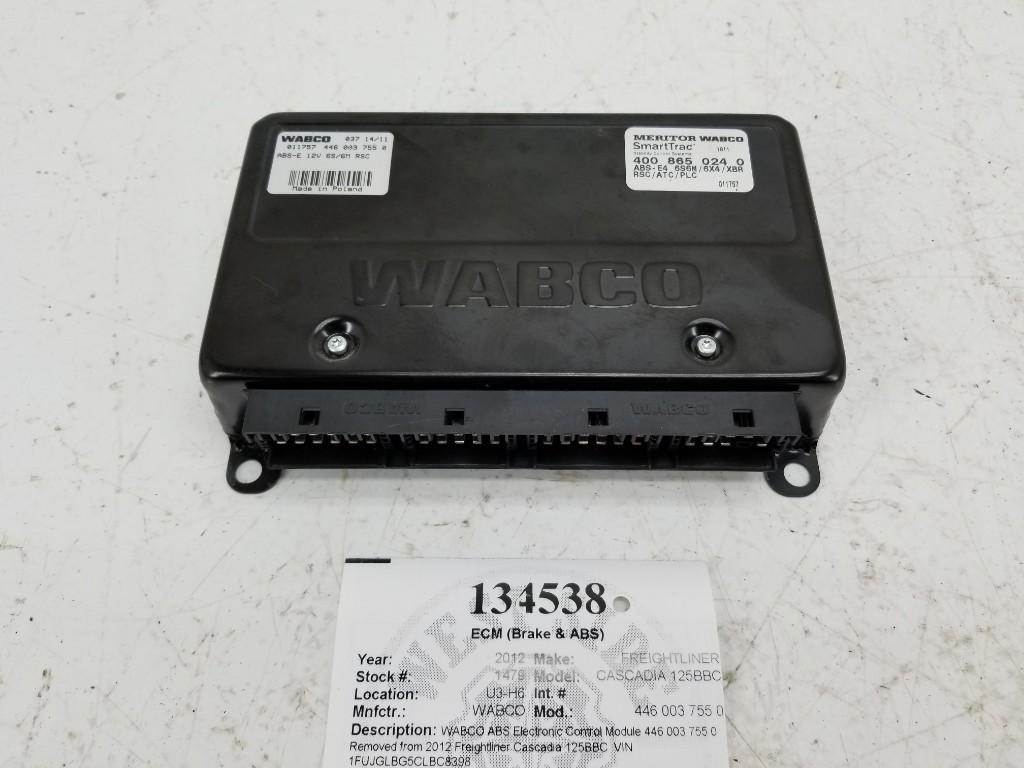 WABCO 037 14/11
011757 446 003 755 0
ABS-E 12V 6S/6M RSC
Made in Poland
MERITOR WABCO
SmartTrac 1811
Stability Control Systems
400 865 024 0
ABS-E4 6S6M/6X4/XBR
RSC/ATC/PLC
011757
WABCO
WABCO
134538
ECM (Brake & ABS)
Year: 2012 Make: FREIGHTLINER
Stock #: 1479 Model: CASCADIA 125BBC
Location: U3-H6 Int. #
Mnfctr.: WABCO Mod.: 446 003 755 0
Description: WABCO ABS Electronic Control Module 446 003 755 0
Removed from 2012 Freightliner Cascadia 125BBC VIN
1FUJGLBG5CLBC8398